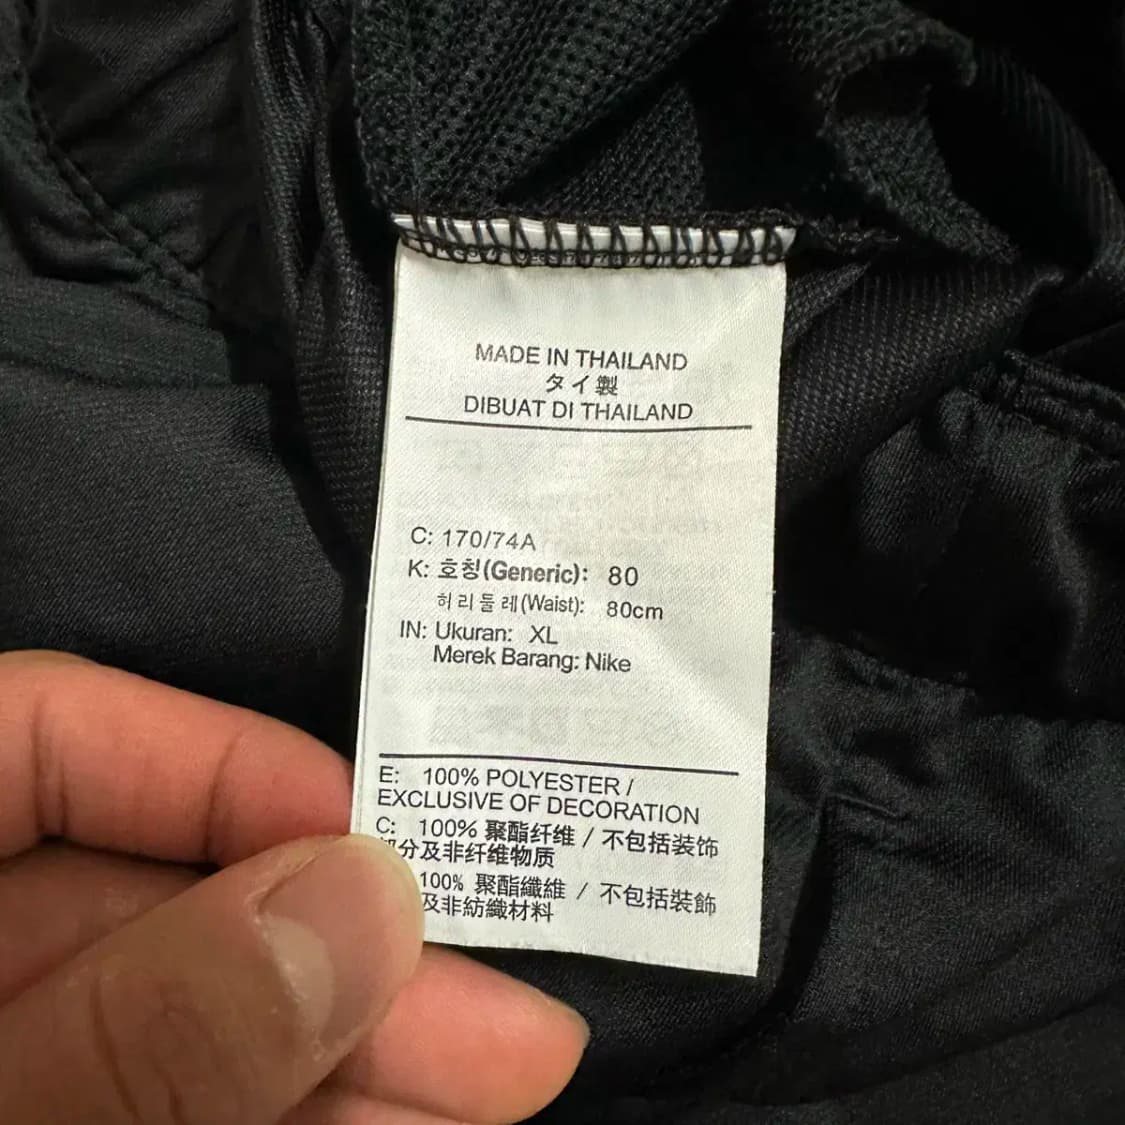 MADE IN THAILAND
タイ製
DIBUAT DI THAILAND
C: 170/74A
K: 호칭(Generic): 80
허리둘레(Waist): 80cm
IN: Ukuran: XL
Merek Barang: Nike
E: 100% POLYESTER /
EXCLUSIVE OF DECORATION
C: 100% 聚酯纤维 / 不包括装饰
部分及非纤维物质
100% 聚酯纖維 / 不包括裝飾
及非紡織材料